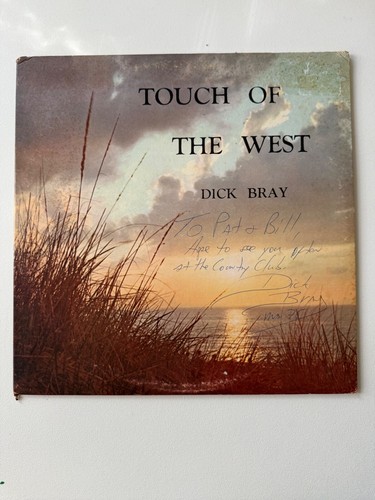 TOUCH OF
THE WEST
DICK BRAY
To Pat & Bill,
Hope to see you often
at the Country Club.
Dick
Bray